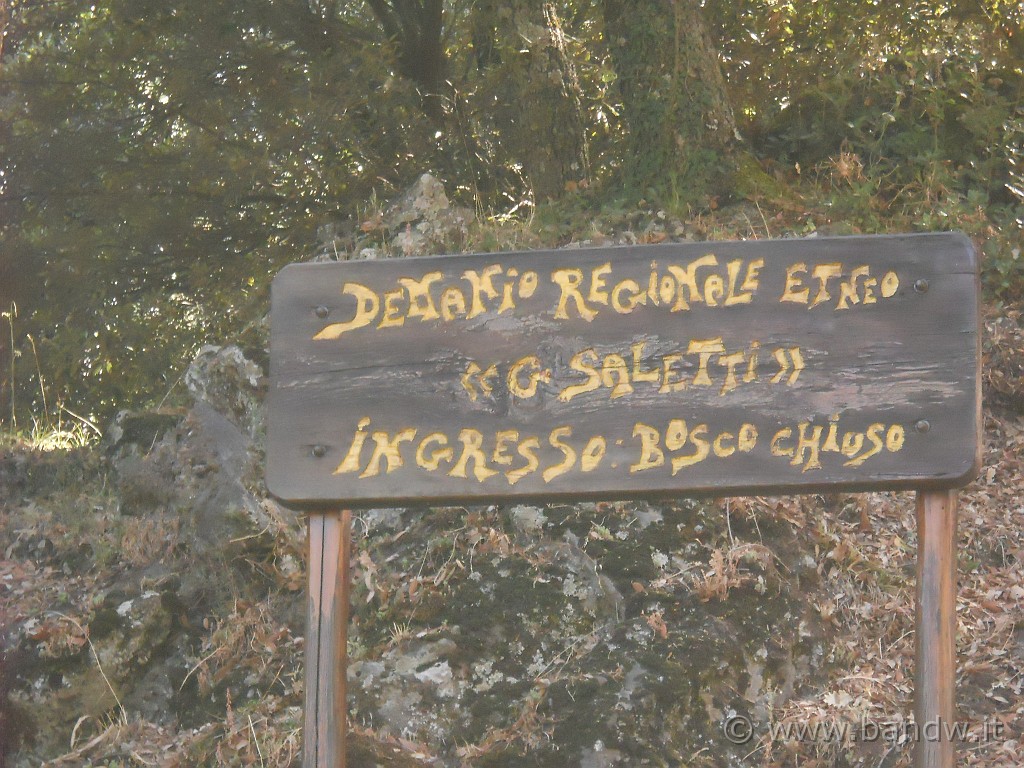 DEMANIO REGIONALE ETNEO
«G SALETTI»
INGRESSO: BOSCO CHIUSO
© www.bandw.it